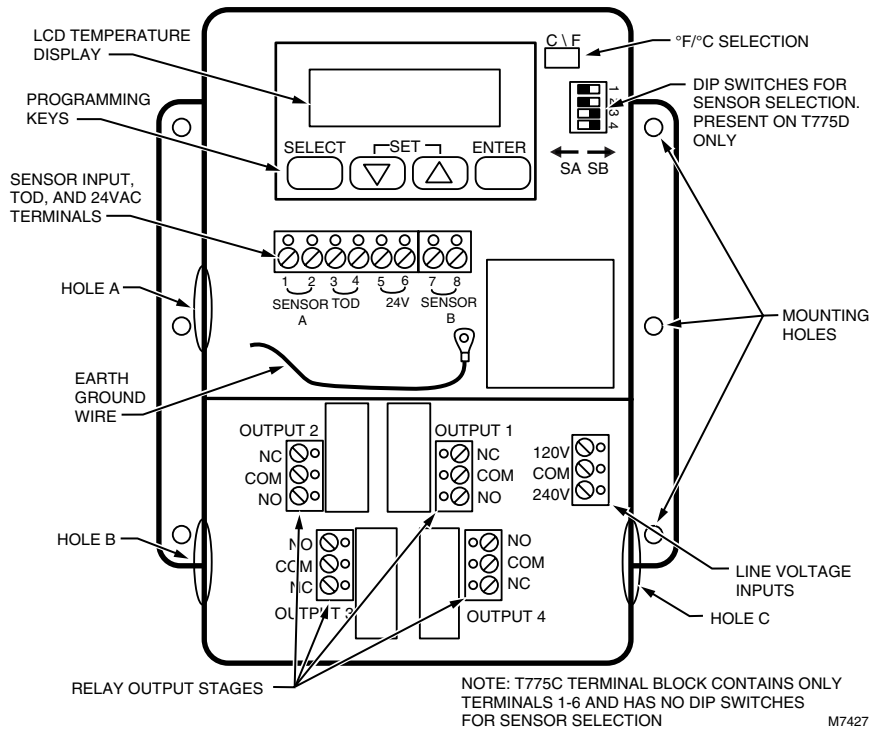 LCD TEMPERATURE
DISPLAY
C \ F
°F/°C SELECTION
PROGRAMMING
KEYS
1
2
3
4
DIP SWITCHES FOR
SENSOR SELECTION.
PRESENT ON T775D
ONLY
SELECT
SET
ENTER
SA SB
SENSOR INPUT,
TOD, AND 24VAC
TERMINALS
1 2 3 4 5 6 7 8
SENSOR
A
TOD
24V
SENSOR
B
HOLE A
MOUNTING
HOLES
EARTH
GROUND
WIRE
OUTPUT 2
NC
COM
NO
OUTPUT 1
NC
COM
NO
120V
COM
240V
HOLE B
NO
COM
NC
OUTPUT 3
NO
COM
NC
OUTPUT 4
LINE VOLTAGE
INPUTS
HOLE C
RELAY OUTPUT STAGES
NOTE: T775C TERMINAL BLOCK CONTAINS ONLY
TERMINALS 1-6 AND HAS NO DIP SWITCHES
FOR SENSOR SELECTION
M7427